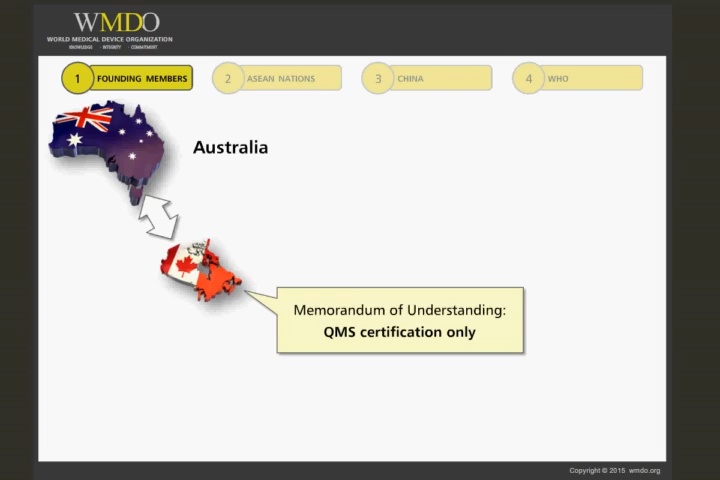 WMDO
WORLD MEDICAL DEVICE ORGANIZATION
KNOWLEDGE · INTEGRITY · COMMITMENT
1 FOUNDING MEMBERS
2 ASEAN NATIONS
3 CHINA
4 WHO
Australia
Memorandum of Understanding:
QMS certification only
Copyright © 2015 wmdo.org